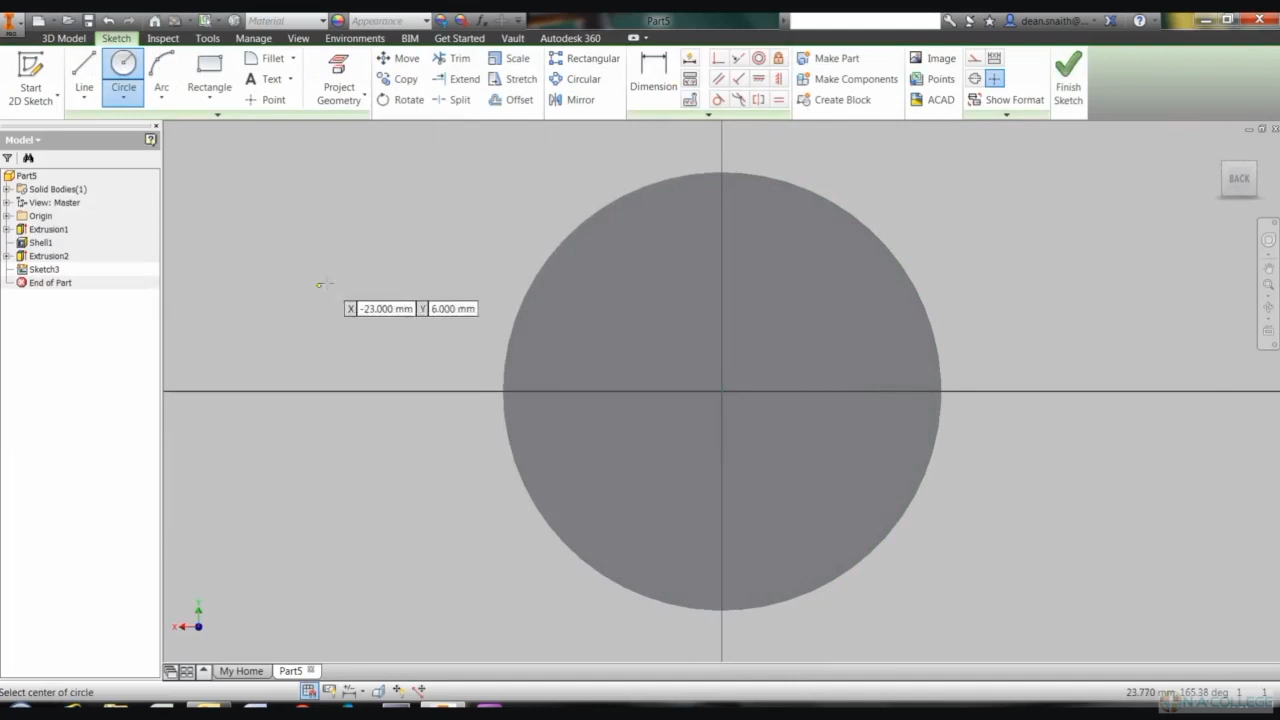 Material
Appearance
Part5
dean.snaith@...
PRO
3D Model Sketch Inspect Tools Manage View Environments BIM Get Started Vault Autodesk 360
Start
2D Sketch
Line
Circle
Arc
Rectangle
Fillet
Text
Point
Project
Geometry
Move
Copy
Rotate
Trim
Extend
Split
Scale
Stretch
Offset
Rectangular
Circular
Mirror
Dimension
Make Part
Make Components
Create Block
Image
Points
ACAD
Show Format
Finish
Sketch
Model
Part5
Solid Bodies(1)
View: Master
Origin
Extrusion1
Shell1
Extrusion2
Sketch3
End of Part
X -23.000 mm Y 6.000 mm
BACK
Y
X
My Home Part5
Select center of circle
23.770 mm, 165.38 deg 1 1
N-A-COLLEGE